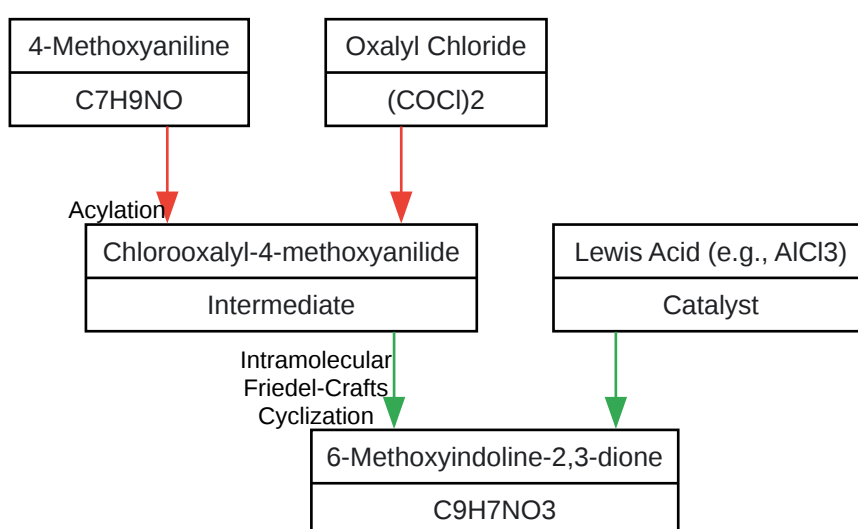 4-Methoxyaniline
C7H9NO
Oxalyl Chloride
(COCl)2
Acylation
Chlorooxalyl-4-methoxyanilide
Intermediate
Lewis Acid (e.g., AlCl3)
Catalyst
Intramolecular
Friedel-Crafts
Cyclization
6-Methoxyindoline-2,3-dione
C9H7NO3